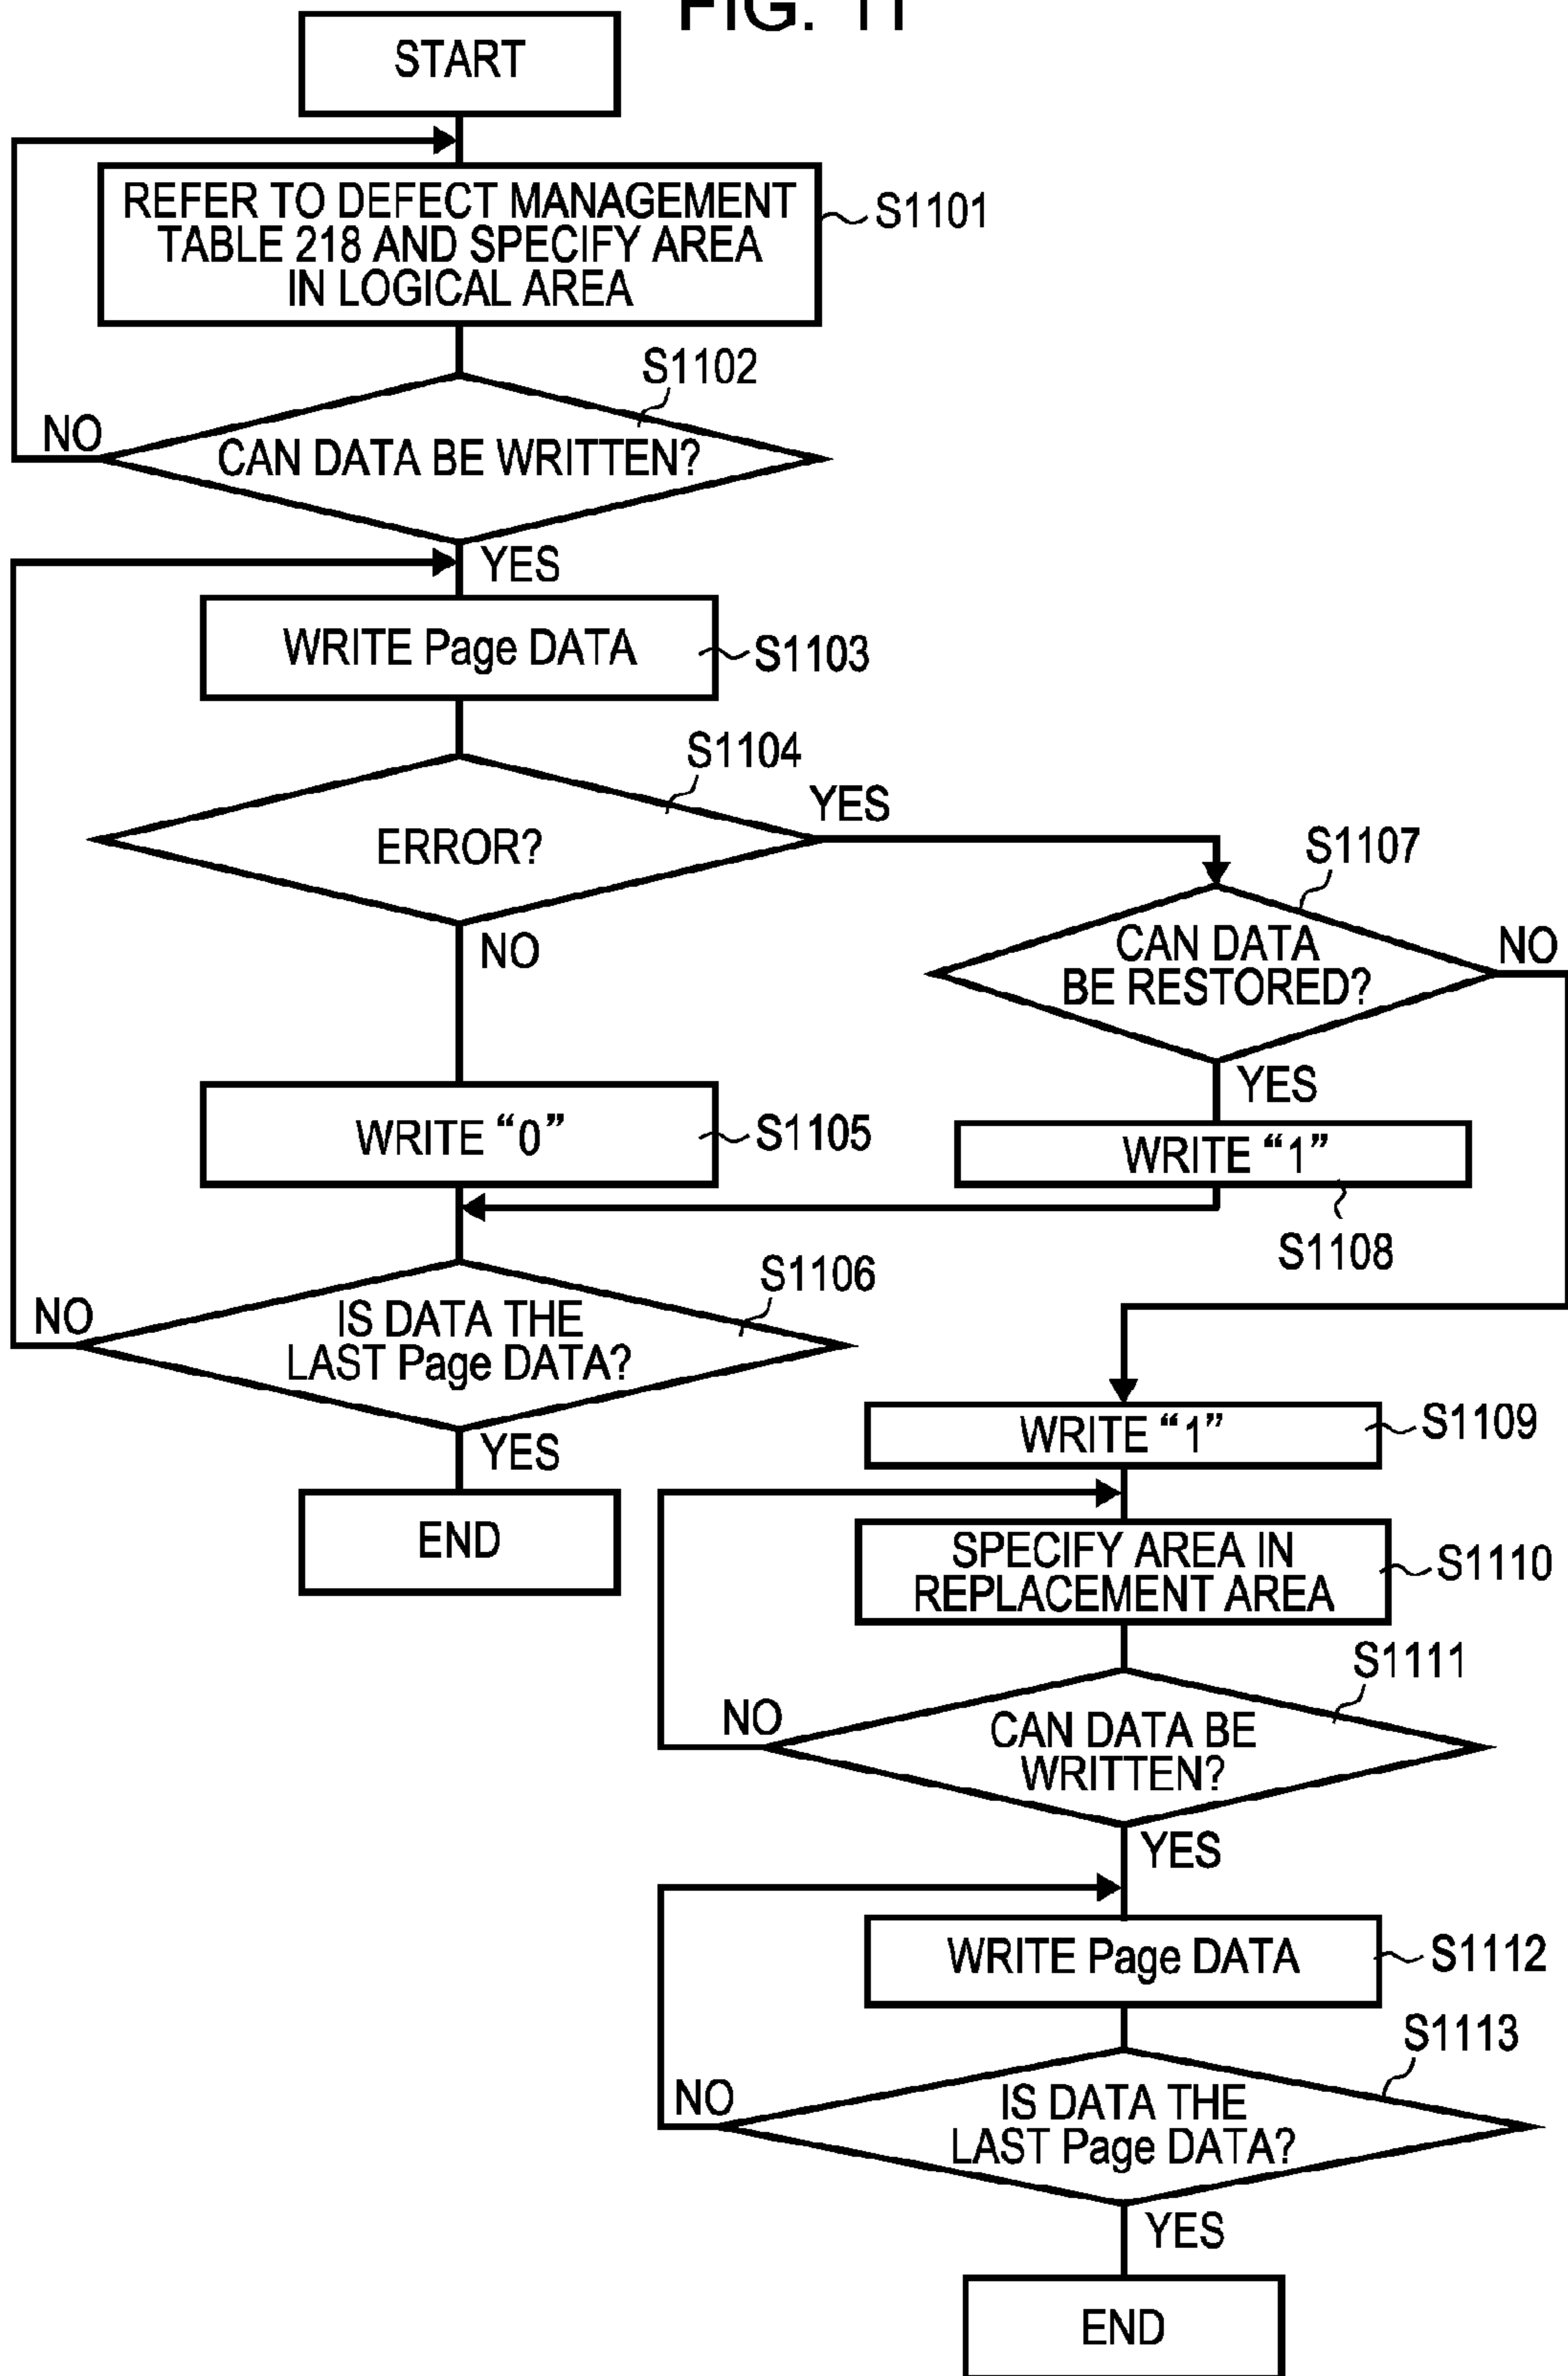 FIG. 11
START
REFER TO DEFECT MANAGEMENT
TABLE 218 AND SPECIFY AREA
IN LOGICAL AREA
S1101
S1102
NO
CAN DATA BE WRITTEN?
YES
WRITE Page DATA
S1103
S1104
YES
ERROR?
NO
S1107
CAN DATA
BE RESTORED?
NO
YES
WRITE “0”
S1105
WRITE “1”
S1108
S1106
NO
IS DATA THE
LAST Page DATA?
YES
END
WRITE “1”
S1109
SPECIFY AREA IN
REPLACEMENT AREA
S1110
S1111
NO
CAN DATA BE
WRITTEN?
YES
WRITE Page DATA
S1112
S1113
NO
IS DATA THE
LAST Page DATA?
YES
END